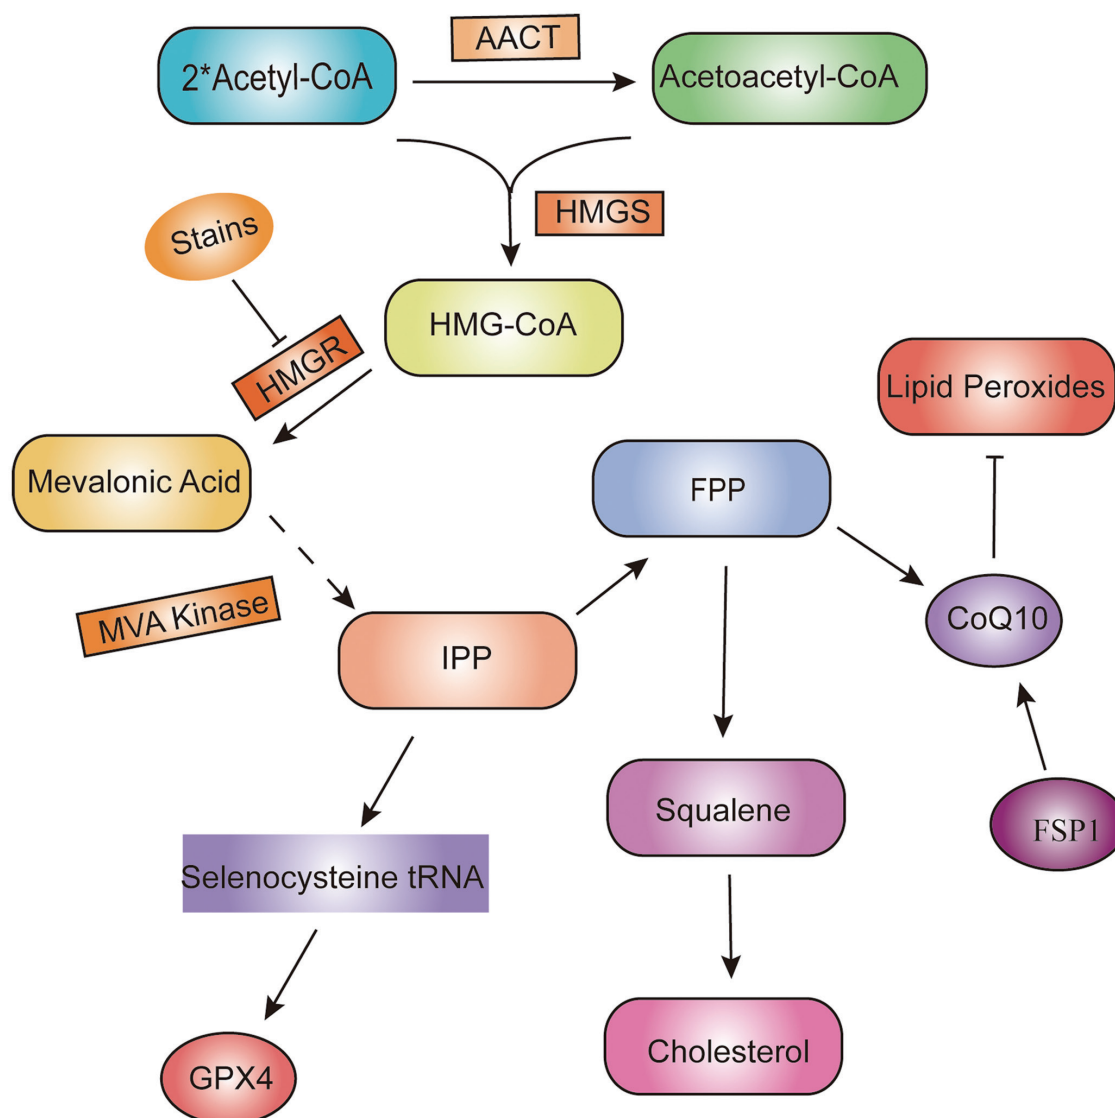 AACT
2*Acetyl-CoA
Acetoacetyl-CoA
HMGS
Stains
HMG-CoA
HMGR
Lipid Peroxides
Mevalonic Acid
FPP
MVA Kinase
CoQ10
IPP
Squalene
FSP1
Selenocysteine tRNA
Cholesterol
GPX4